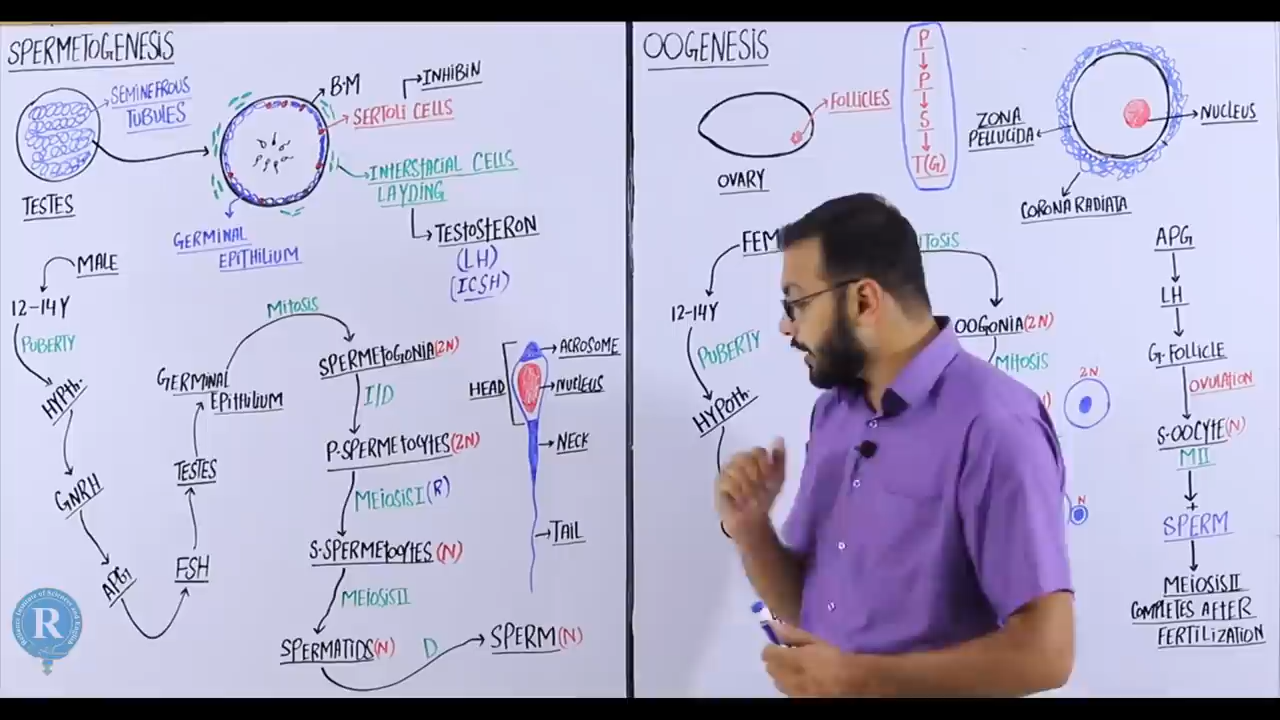 SPERMETOGENESIS
SEMINEFROUS
TUBULES
TESTES
B.M
INHIBIN
SERTOLI CELLS
INTERSTACIAL CELLS
LAYDING
TESTOSTERON
(LH)
(ICSH)
GERMINAL
EPITHILIUM
MALE
12-14Y
PUBERTY
HYPth.
GNRH
APG
FSH
TESTES
GERMINAL
EPITHILIUM
MITOSIS
SPERMETOGONIA(2N)
I/D
P.SPERMETOCYTES(2N)
MEIOSIS I (R)
S.SPERMETOCYTES (N)
MEIOSIS II
SPERMATIDS(N)
D
SPERM(N)
HEAD
ACROSOME
NUCLEUS
NECK
TAIL
R
OOGENESIS
FOLLICLES
OVARY
P
P
S
T(G)
ZONA
PELLUCIDA
NUCLEUS
CORONA RADIATA
12-14Y
PUBERTY
HYPOth.
OOGONIA(2N)
MITOSIS
2N
N
APG
LH
G.FOLLICLE
OVULATION
S.OOCYTE(N)
MII
+
SPERM
MEIOSIS II
COMPLETES AFTER
FERTILIZATION